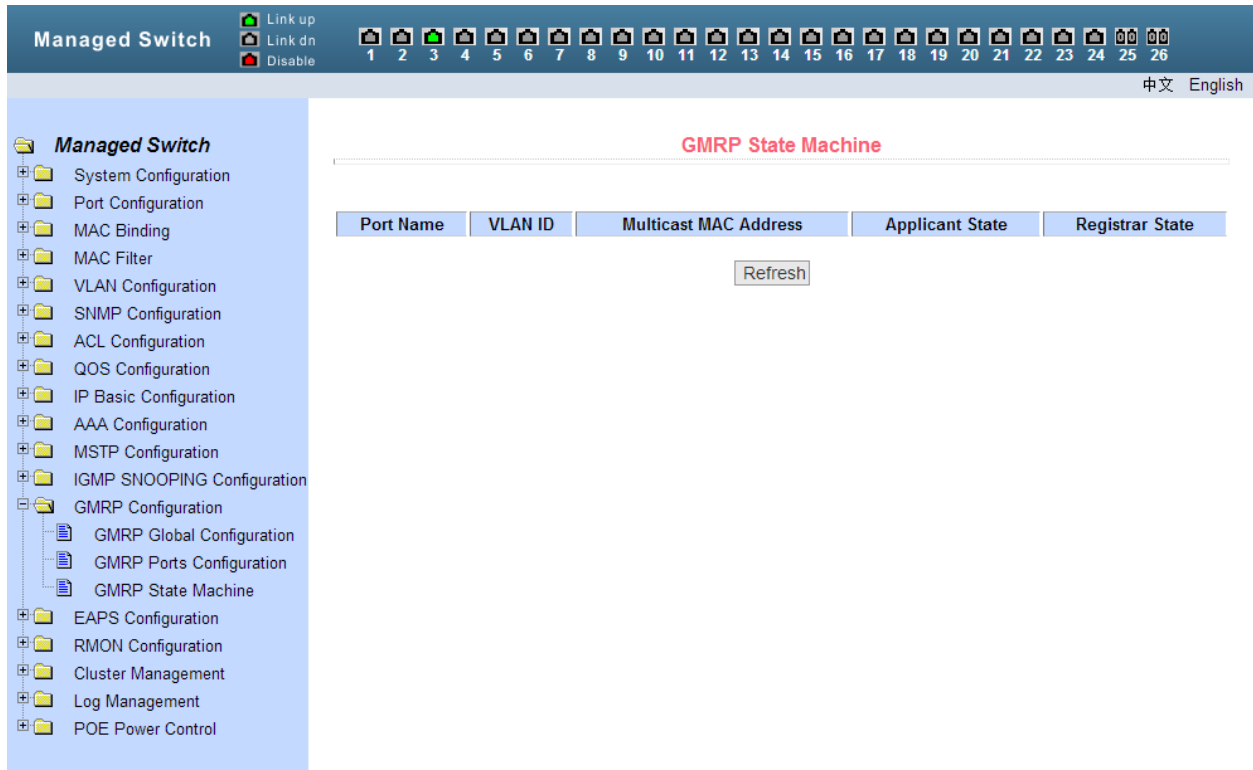 Managed Switch
Link up
Link dn
Disable
1 2 3 4 5 6 7 8 9 10 11 12 13 14 15 16 17 18 19 20 21 22 23 24 25 26
中文 English
Managed Switch
System Configuration
Port Configuration
MAC Binding
MAC Filter
VLAN Configuration
SNMP Configuration
ACL Configuration
QOS Configuration
IP Basic Configuration
AAA Configuration
MSTP Configuration
IGMP SNOOPING Configuration
GMRP Configuration
GMRP Global Configuration
GMRP Ports Configuration
GMRP State Machine
EAPS Configuration
RMON Configuration
Cluster Management
Log Management
POE Power Control
GMRP State Machine
Port Name VLAN ID Multicast MAC Address Applicant State Registrar State
Refresh